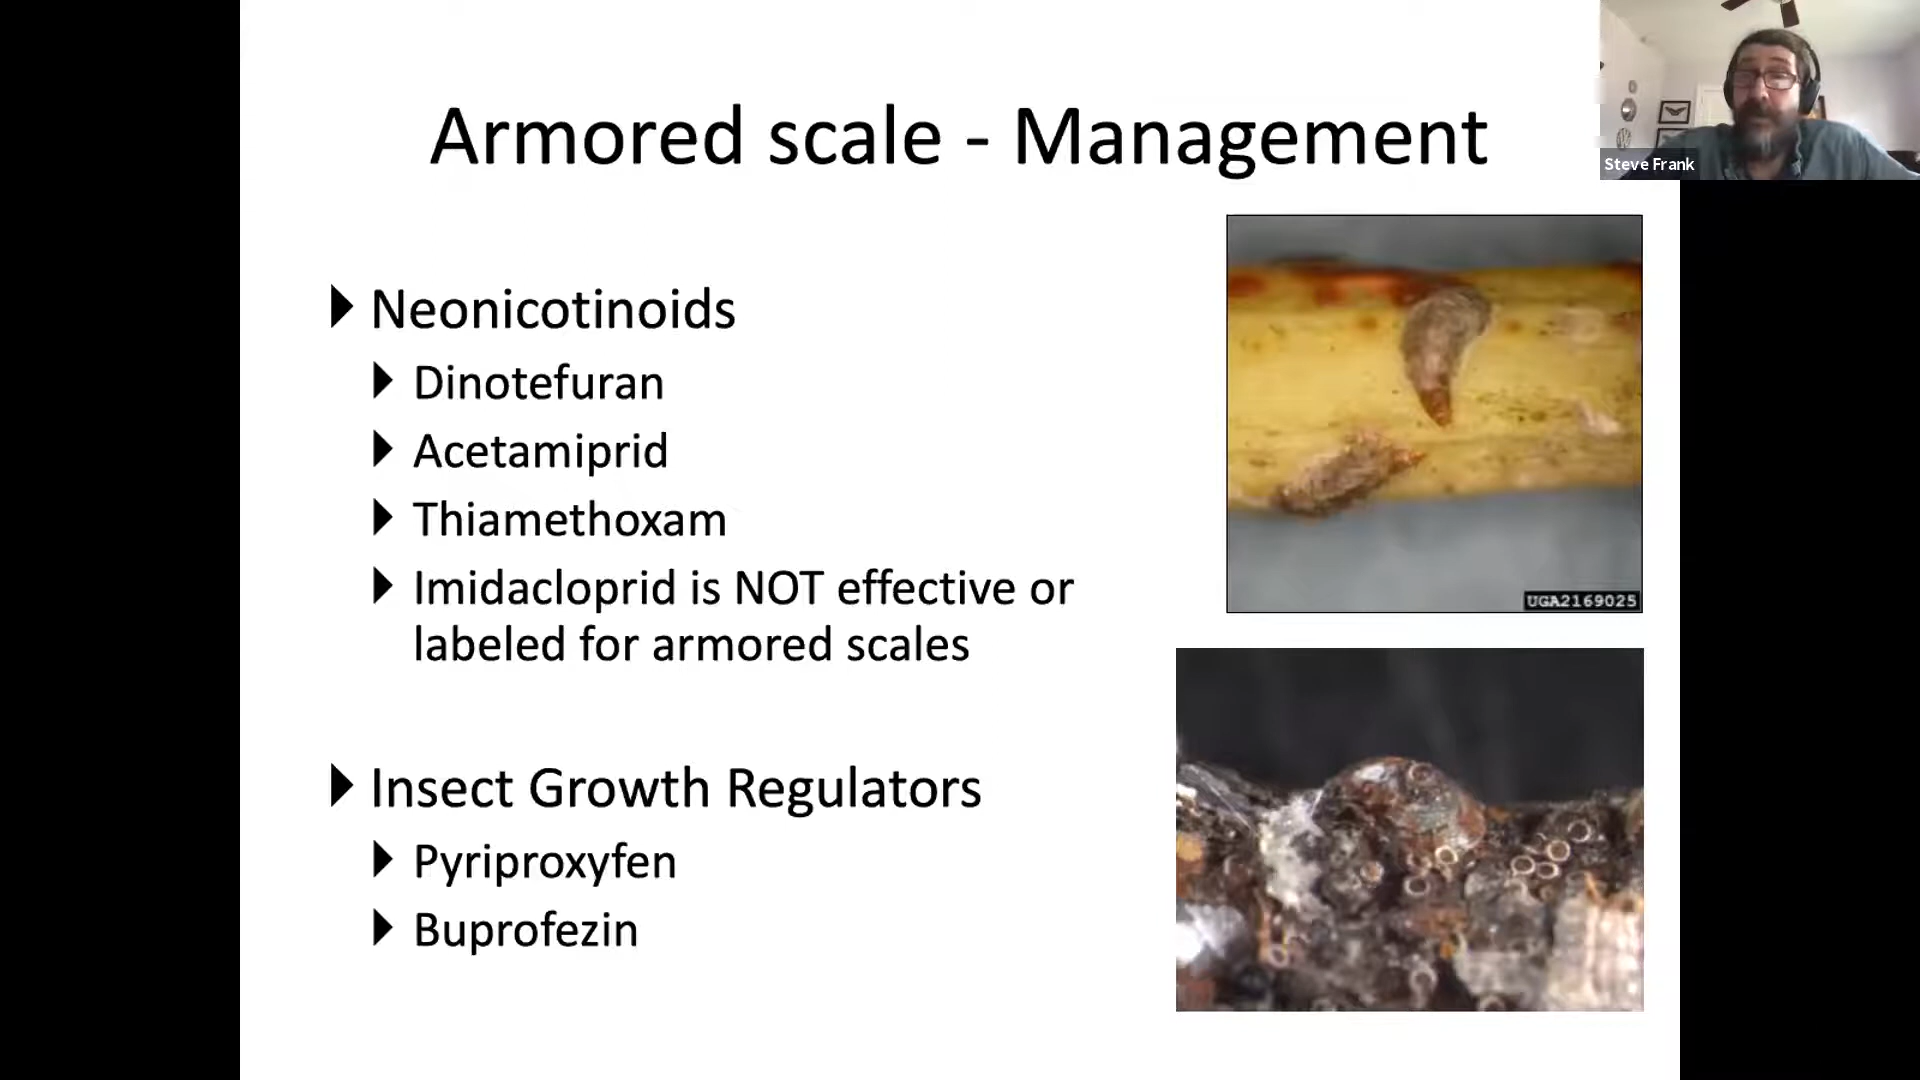 Armored scale - Management
Steve Frank
Neonicotinoids
Dinotefuran
Acetamiprid
Thiamethoxam
Imidacloprid is NOT effective or
labeled for armored scales
UGA2169025
Insect Growth Regulators
Pyriproxyfen
Buprofezin